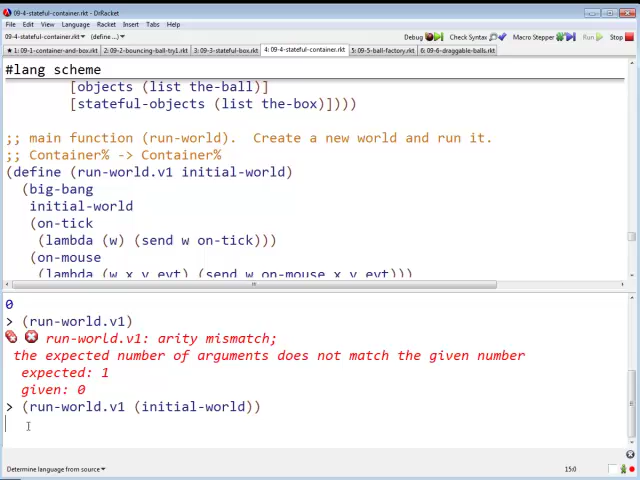 09-4-stateful-container.rkt - DrRacket
File Edit View Language Racket Insert Tabs Help
09-4-stateful-container.rkt▾ (define ...)▾ Debug Check Syntax Macro Stepper Run Stop
★ 1: 09-1-container-and-box.rkt 2: 09-2-bouncing-ball-try1.rkt 3: 09-3-stateful-box.rkt 4: 09-4-stateful-container.rkt 5: 09-5-ball-factory.rkt 6: 09-6-draggable-balls.rkt
#lang scheme
[objects (list the-ball)]
[stateful-objects (list the-box)])))
;; main function (run-world). Create a new world and run it.
;; Container% -> Container%
(define (run-world.v1 initial-world)
(big-bang
initial-world
(on-tick
(lambda (w) (send w on-tick)))
(on-mouse
(lambda (w x y evt) (send w on-mouse x y evt)))
0
> (run-world.v1)
run-world.v1: arity mismatch;
the expected number of arguments does not match the given number
expected: 1
given: 0
> (run-world.v1 (initial-world))
Determine language from source▾ 15:0